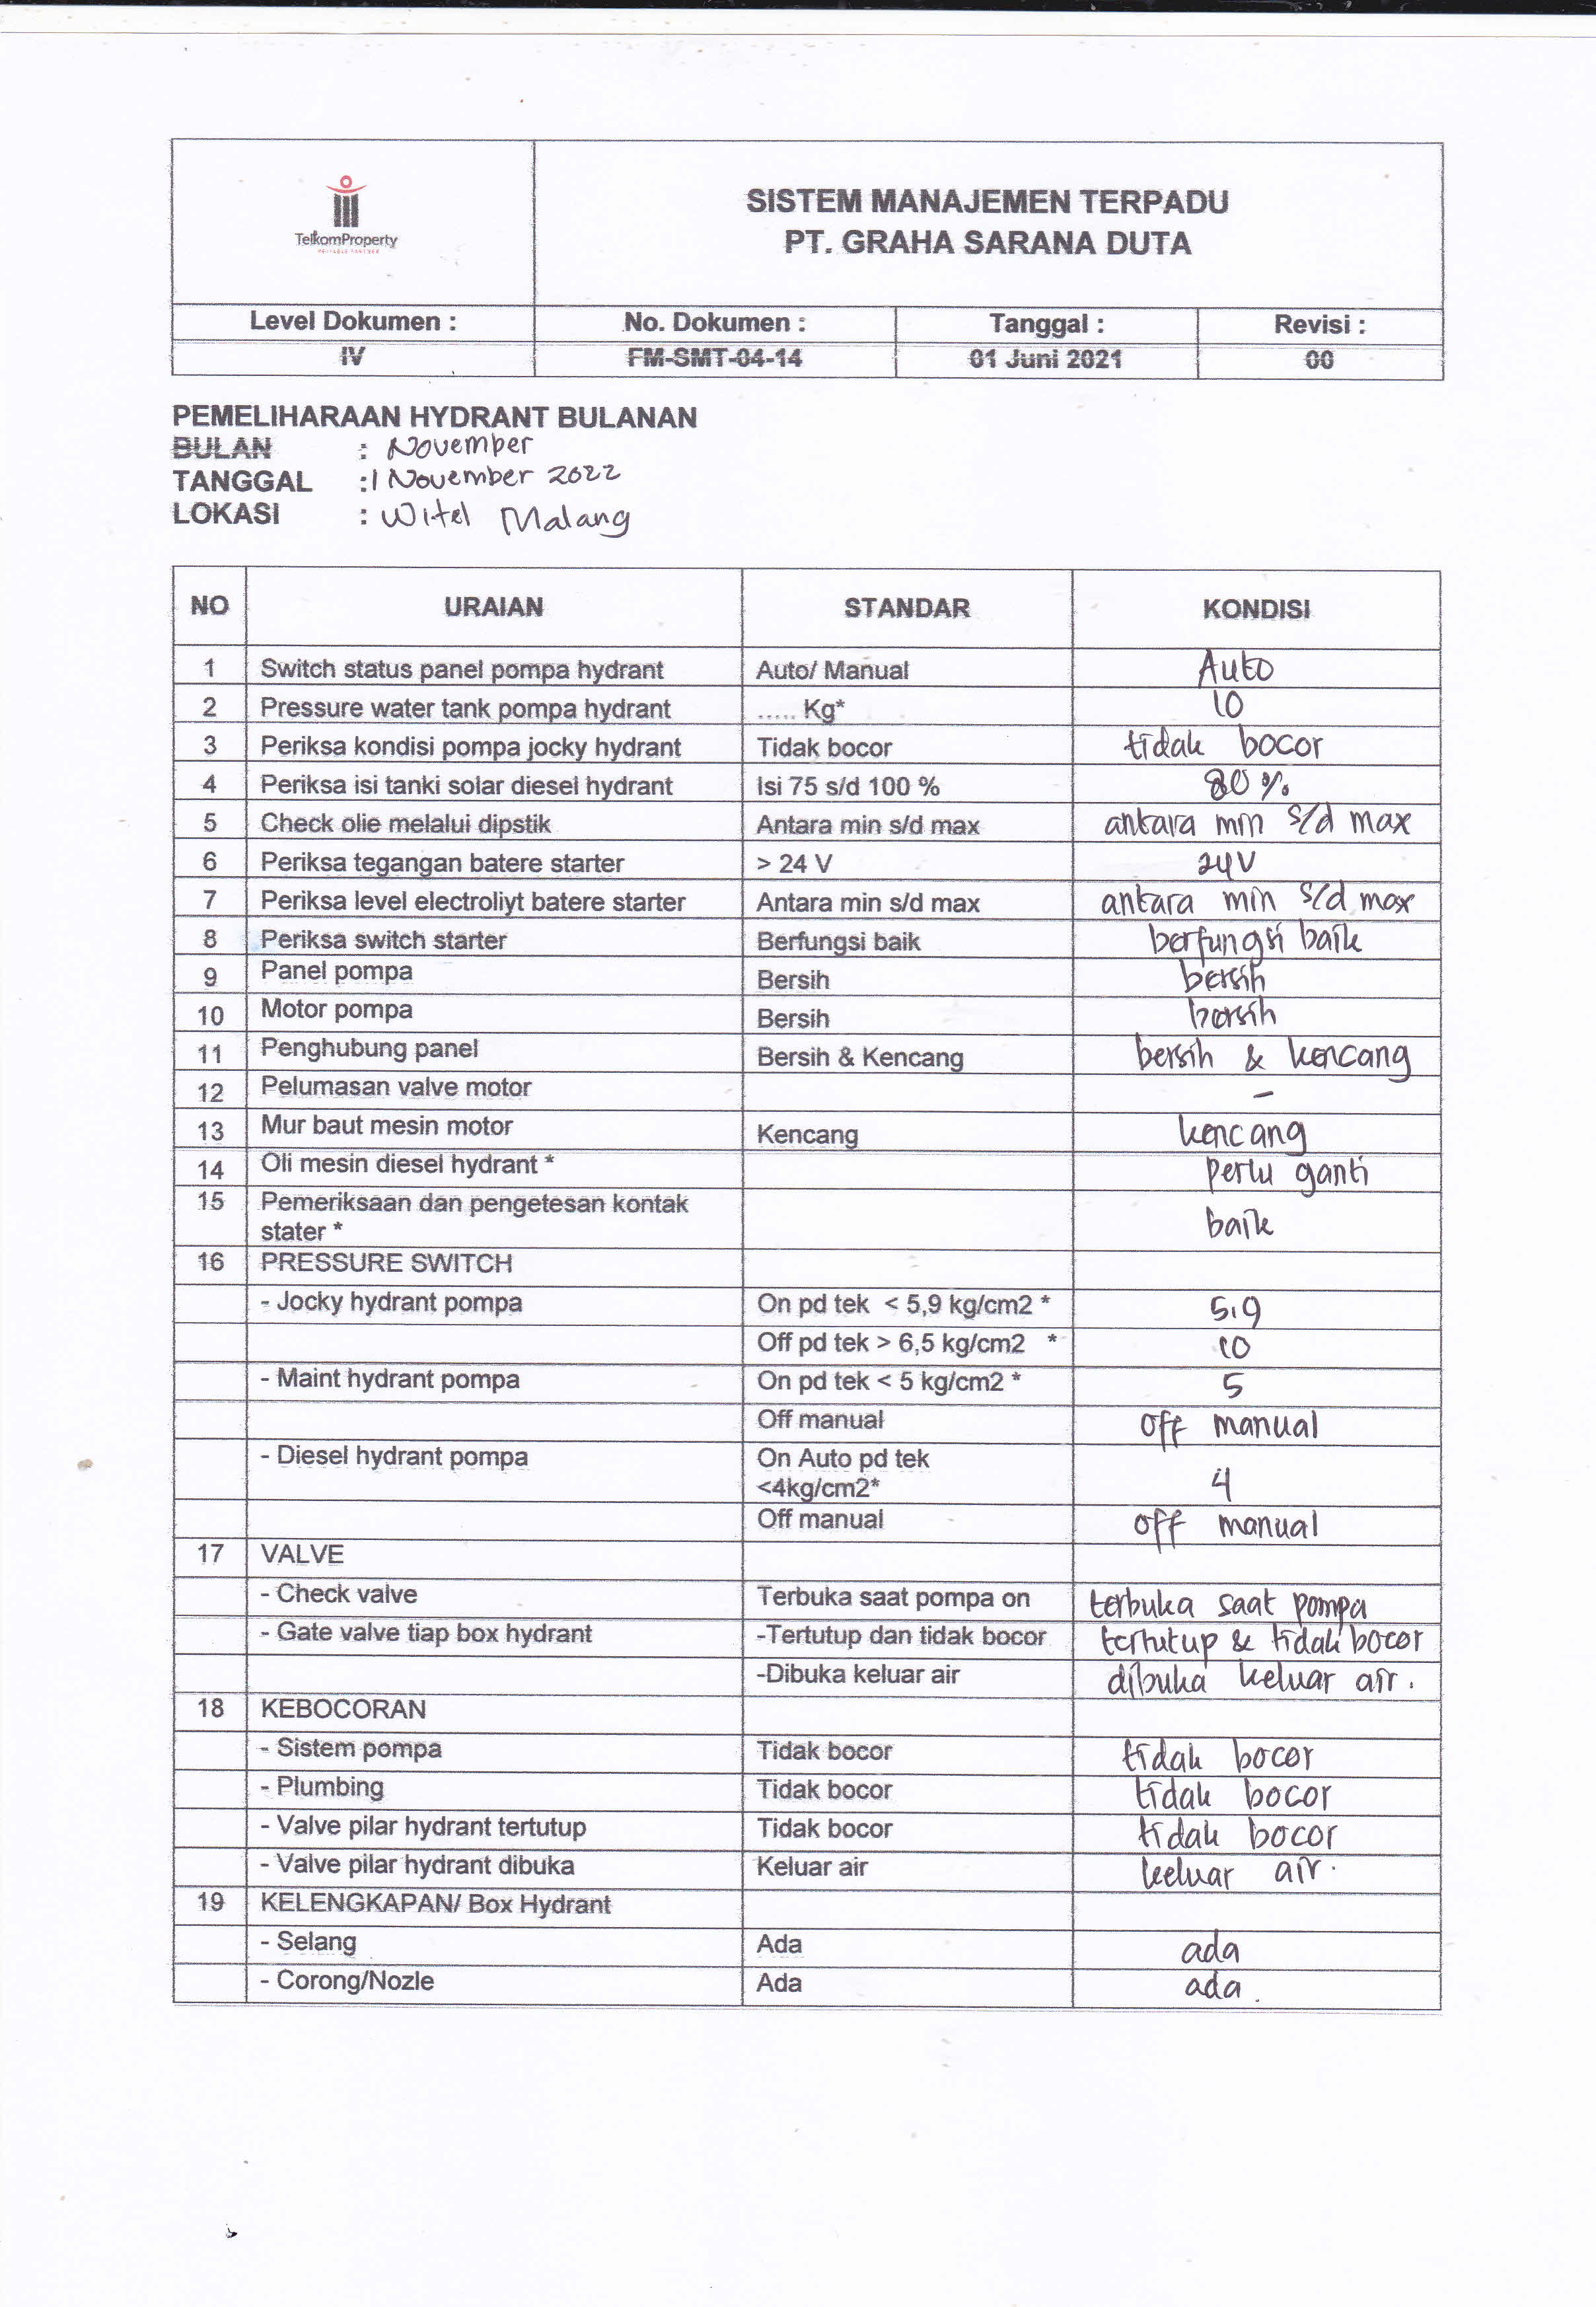 TelkomProperty
SISTEM MANAJEMEN TERPADU
PT. GRAHA SARANA DUTA
Level Dokumen : No. Dokumen : Tanggal : Revisi :
IV FM-SMT-04-14 01 Juni 2021 00
PEMELIHARAAN HYDRANT BULANAN
BULAN : November
TANGGAL : 1 November 2022
LOKASI : Witel Malang
NO URAIAN STANDAR KONDISI
1 Switch status panel pompa hydrant Auto/ Manual Auto
2 Pressure water tank pompa hydrant ..... Kg* 10
3 Periksa kondisi pompa jocky hydrant Tidak bocor tidak bocor
4 Periksa isi tanki solar diesel hydrant Isi 75 s/d 100 % 80 %
5 Check olie melalui dipstik Antara min s/d max antara min s/d max
6 Periksa tegangan batere starter > 24 V 24V
7 Periksa level electroliyt batere starter Antara min s/d max antara min s/d max
8 Periksa switch starter Berfungsi baik berfungsi baik
9 Panel pompa Bersih bersih
10 Motor pompa Bersih bersih
11 Penghubung panel Bersih & Kencang bersih & kencang
12 Pelumasan valve motor -
13 Mur baut mesin motor Kencang kencang
14 Oli mesin diesel hydrant * perlu ganti
15 Pemeriksaan dan pengetesan kontak
stater * baik
16 PRESSURE SWITCH
- Jocky hydrant pompa On pd tek < 5,9 kg/cm2 * 5,9
Off pd tek > 6,5 kg/cm2 * 10
- Maint hydrant pompa On pd tek < 5 kg/cm2 * 5
Off manual off manual
- Diesel hydrant pompa On Auto pd tek
<4kg/cm2* 4
Off manual off manual
17 VALVE
- Check valve Terbuka saat pompa on terbuka saat pompa
- Gate valve tiap box hydrant -Tertutup dan tidak bocor tertutup & tidak bocor
-Dibuka keluar air dibuka keluar air.
18 KEBOCORAN
- Sistem pompa Tidak bocor tidak bocor
- Plumbing Tidak bocor tidak bocor
- Valve pilar hydrant tertutup Tidak bocor tidak bocor
- Valve pilar hydrant dibuka Keluar air keluar air.
19 KELENGKAPAN/ Box Hydrant
- Selang Ada ada
- Corong/Nozle Ada ada.